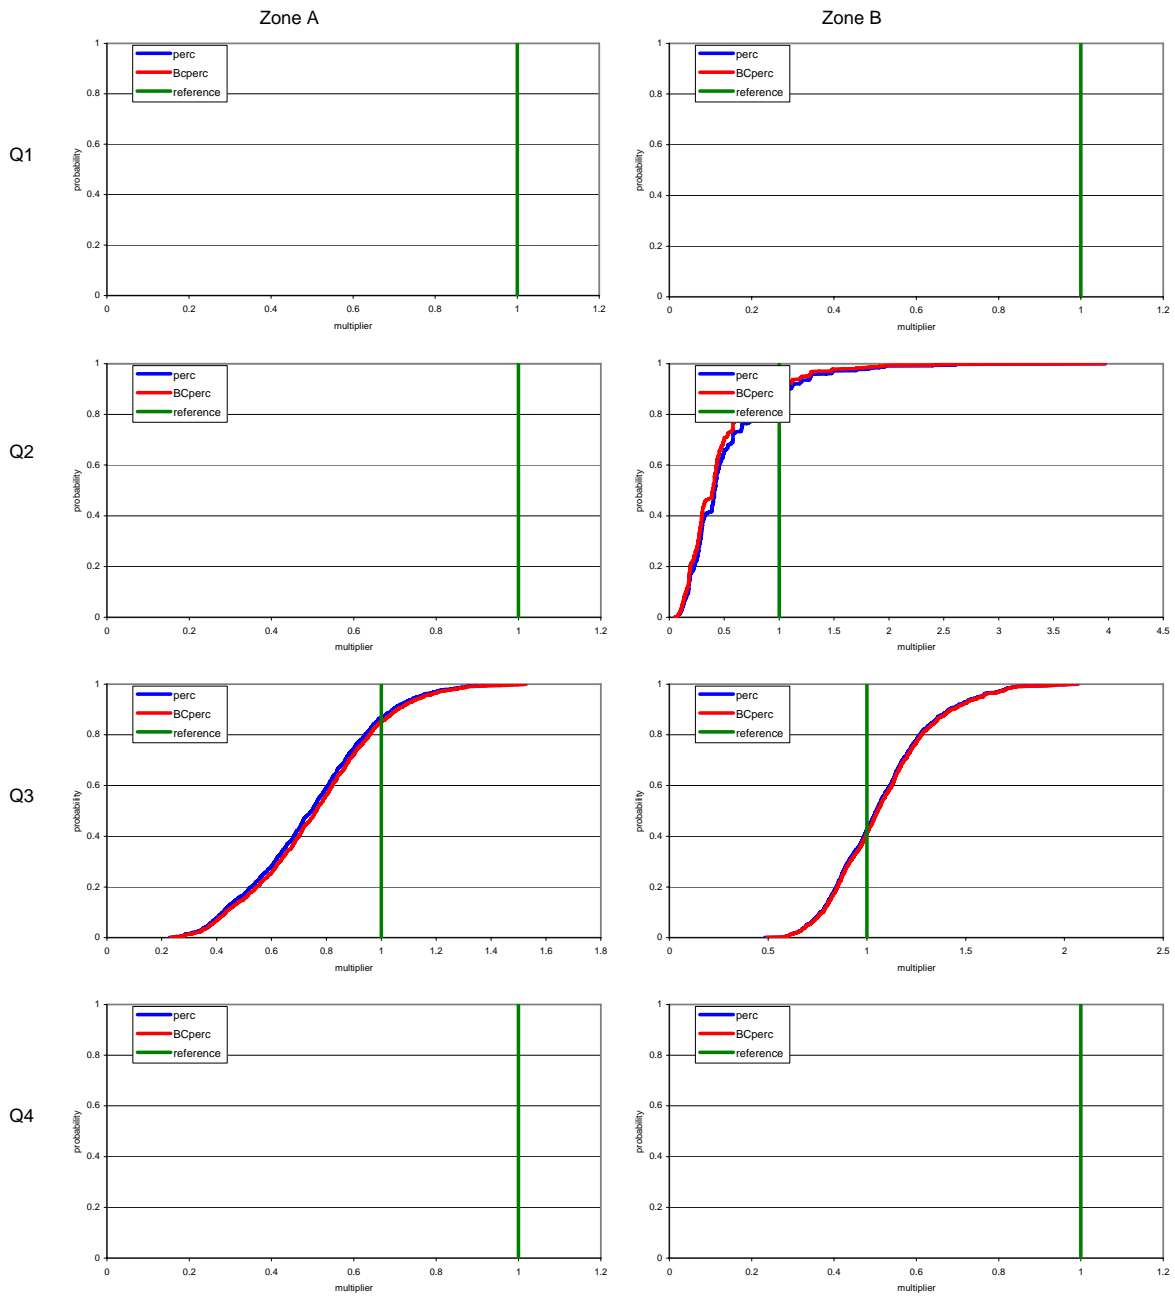 Zone A
Zone B
Q1
perc
Bcperc
reference
probability
0
0.2
0.4
0.6
0.8
1
0 0.2 0.4 0.6 0.8 1 1.2
multiplier
perc
BCperc
reference
probability
0
0.2
0.4
0.6
0.8
1
0 0.2 0.4 0.6 0.8 1 1.2
multiplier
Q2
perc
BCperc
reference
probability
0
0.2
0.4
0.6
0.8
1
0 0.2 0.4 0.6 0.8 1 1.2
multiplier
perc
BCperc
reference
probability
0
0.2
0.4
0.6
0.8
1
0 0.5 1 1.5 2 2.5 3 3.5 4 4.5
multiplier
Q3
perc
BCperc
reference
probability
0
0.2
0.4
0.6
0.8
1
0 0.2 0.4 0.6 0.8 1 1.2 1.4 1.6 1.8
multiplier
perc
BCperc
reference
probability
0
0.2
0.4
0.6
0.8
1
0 0.5 1 1.5 2 2.5
multiplier
Q4
perc
BCperc
reference
probability
0
0.2
0.4
0.6
0.8
1
0 0.2 0.4 0.6 0.8 1 1.2
multiplier
perc
BCperc
reference
probability
0
0.2
0.4
0.6
0.8
1
0 0.2 0.4 0.6 0.8 1 1.2
multiplier